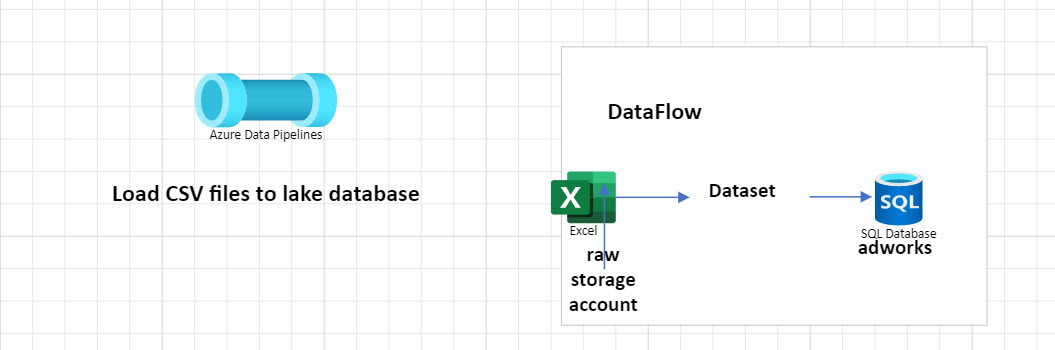 Azure Data Pipelines
Load CSV files to lake database
DataFlow
X
Excel
raw
storage
account
Dataset
SQL
SQL Database
adworks